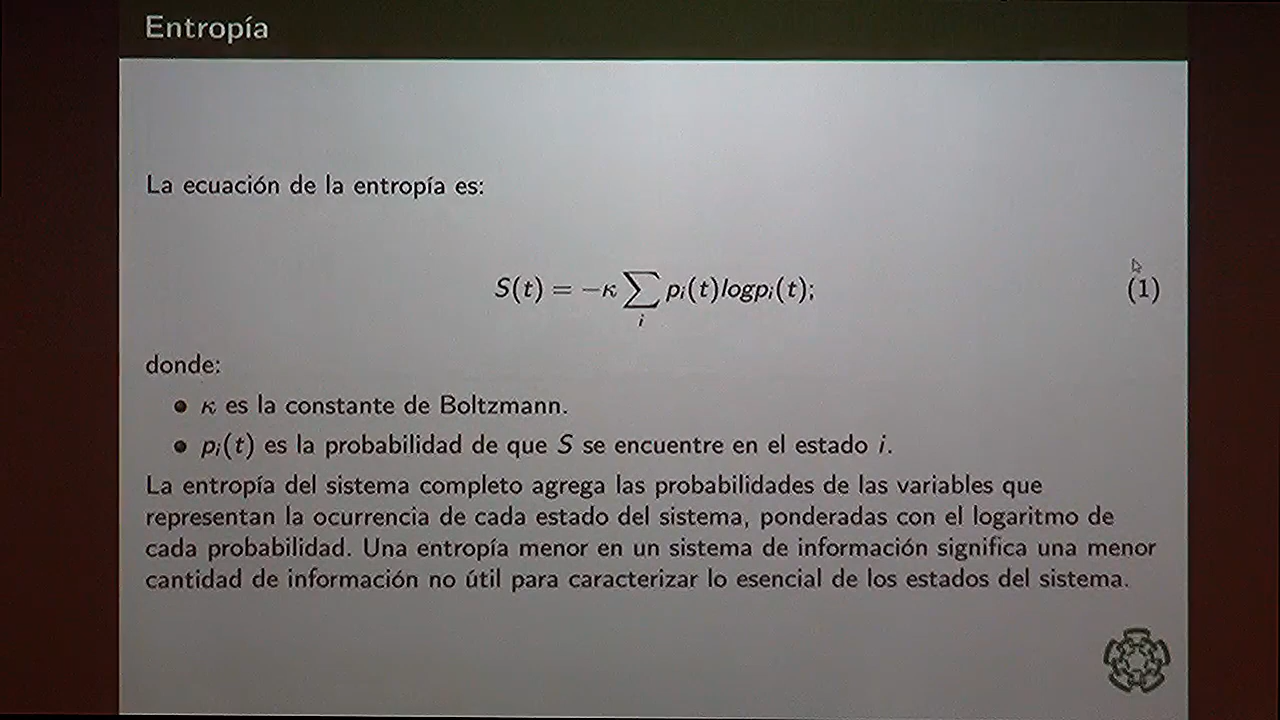 Entropía
La ecuación de la entropía es:
S(t) = −κ ∑ᵢ pᵢ(t)logpᵢ(t); (1)
donde:
• κ es la constante de Boltzmann.
• pᵢ(t) es la probabilidad de que S se encuentre en el estado i.
La entropía del sistema completo agrega las probabilidades de las variables que
representan la ocurrencia de cada estado del sistema, ponderadas con el logaritmo de
cada probabilidad. Una entropía menor en un sistema de información significa una menor
cantidad de información no útil para caracterizar lo esencial de los estados del sistema.